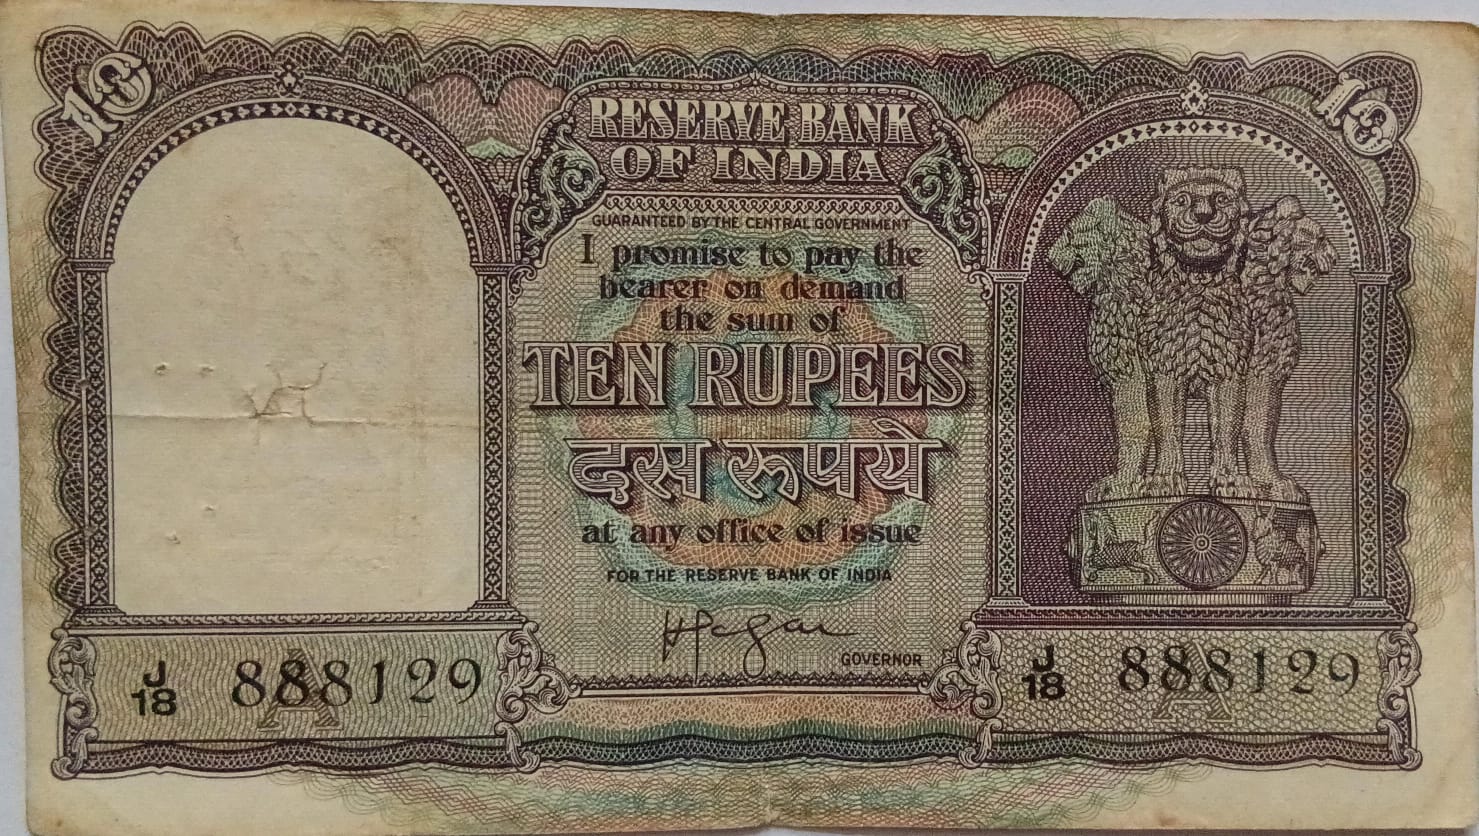 10
10
RESERVE BANK
OF INDIA
GUARANTEED BY THE CENTRAL GOVERNMENT
I promise to pay the
bearer on demand
the sum of
TEN RUPEES
दस रुपये
at any office of issue
FOR THE RESERVE BANK OF INDIA
GOVERNOR
J
18 888129
A
J
18 888129
A